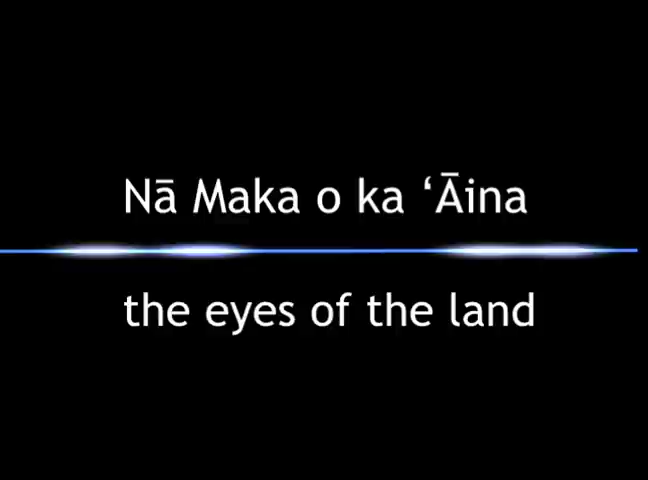 Nā Maka o ka ʻĀina
the eyes of the land